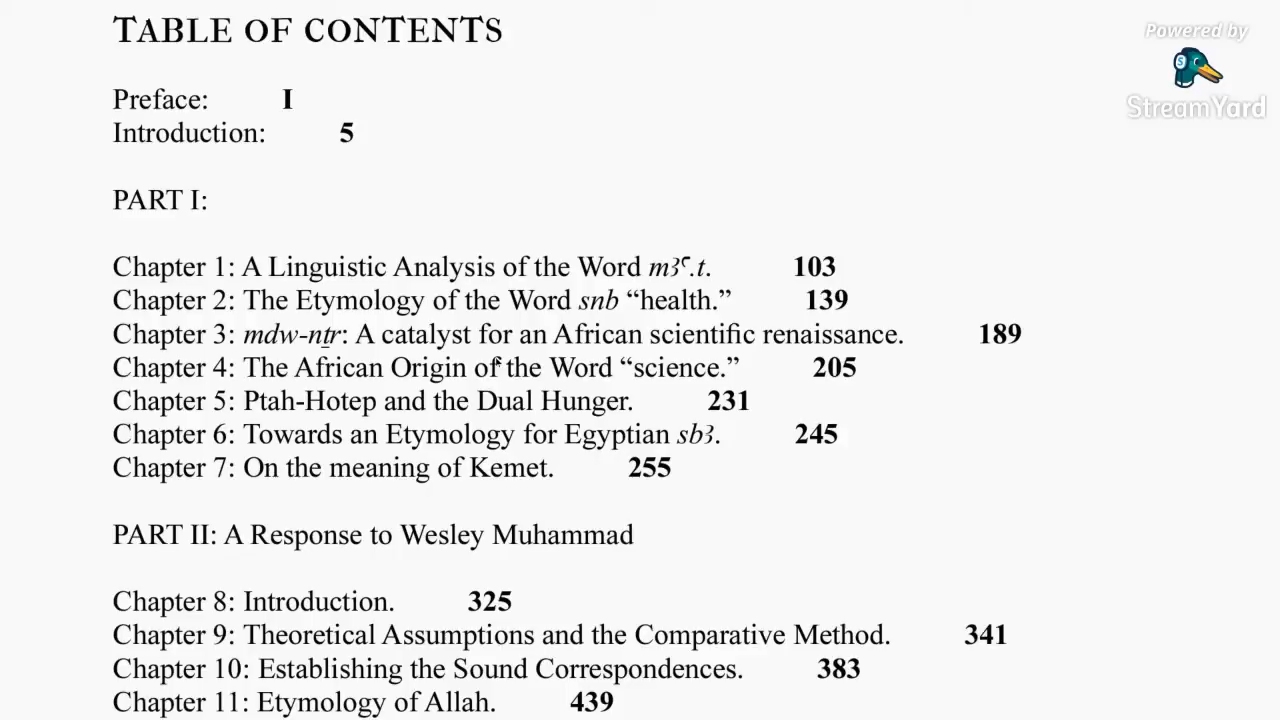 TABLE OF CONTENTS
Powered by
StreamYard
Preface: I
Introduction: 5
PART I:
Chapter 1: A Linguistic Analysis of the Word mꜣꜥ.t. 103
Chapter 2: The Etymology of the Word snb “health.” 139
Chapter 3: mdw-nṯr: A catalyst for an African scientific renaissance. 189
Chapter 4: The African Origin of the Word “science.” 205
Chapter 5: Ptah-Hotep and the Dual Hunger. 231
Chapter 6: Towards an Etymology for Egyptian sbꜣ. 245
Chapter 7: On the meaning of Kemet. 255
PART II: A Response to Wesley Muhammad
Chapter 8: Introduction. 325
Chapter 9: Theoretical Assumptions and the Comparative Method. 341
Chapter 10: Establishing the Sound Correspondences. 383
Chapter 11: Etymology of Allah. 439